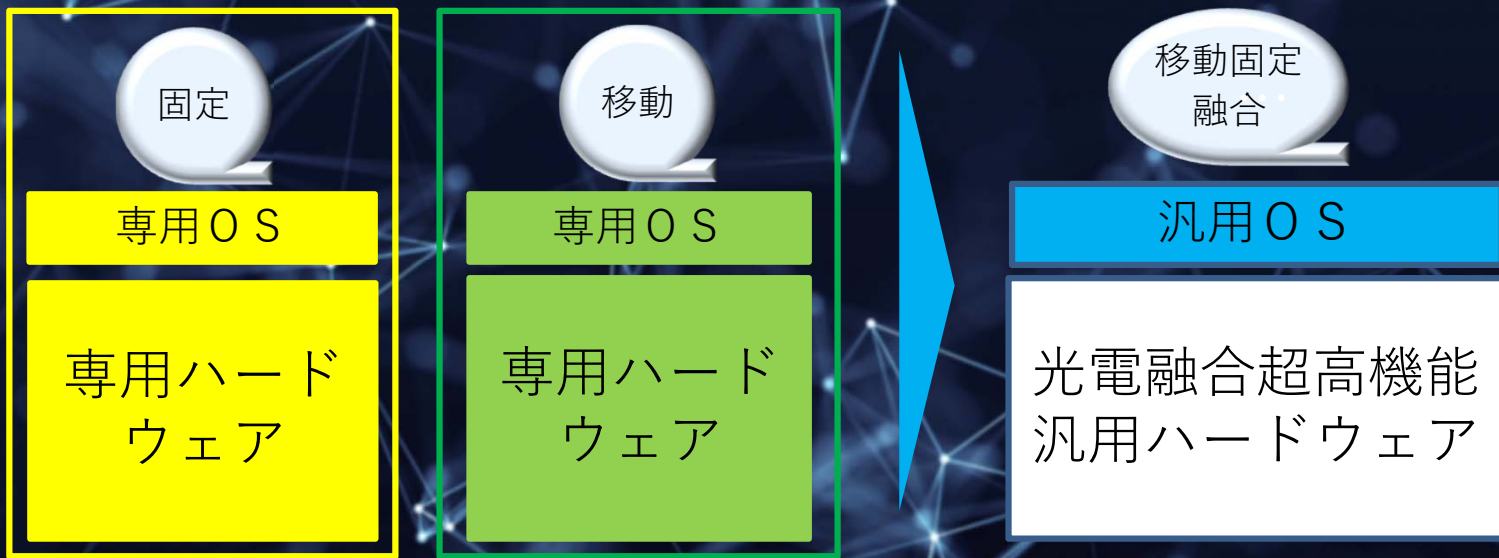 固定
専用ＯＳ
専用ハード
ウェア
移動
専用ＯＳ
専用ハード
ウェア
移動固定
融合
汎用ＯＳ
光電融合超高機能
汎用ハードウェア